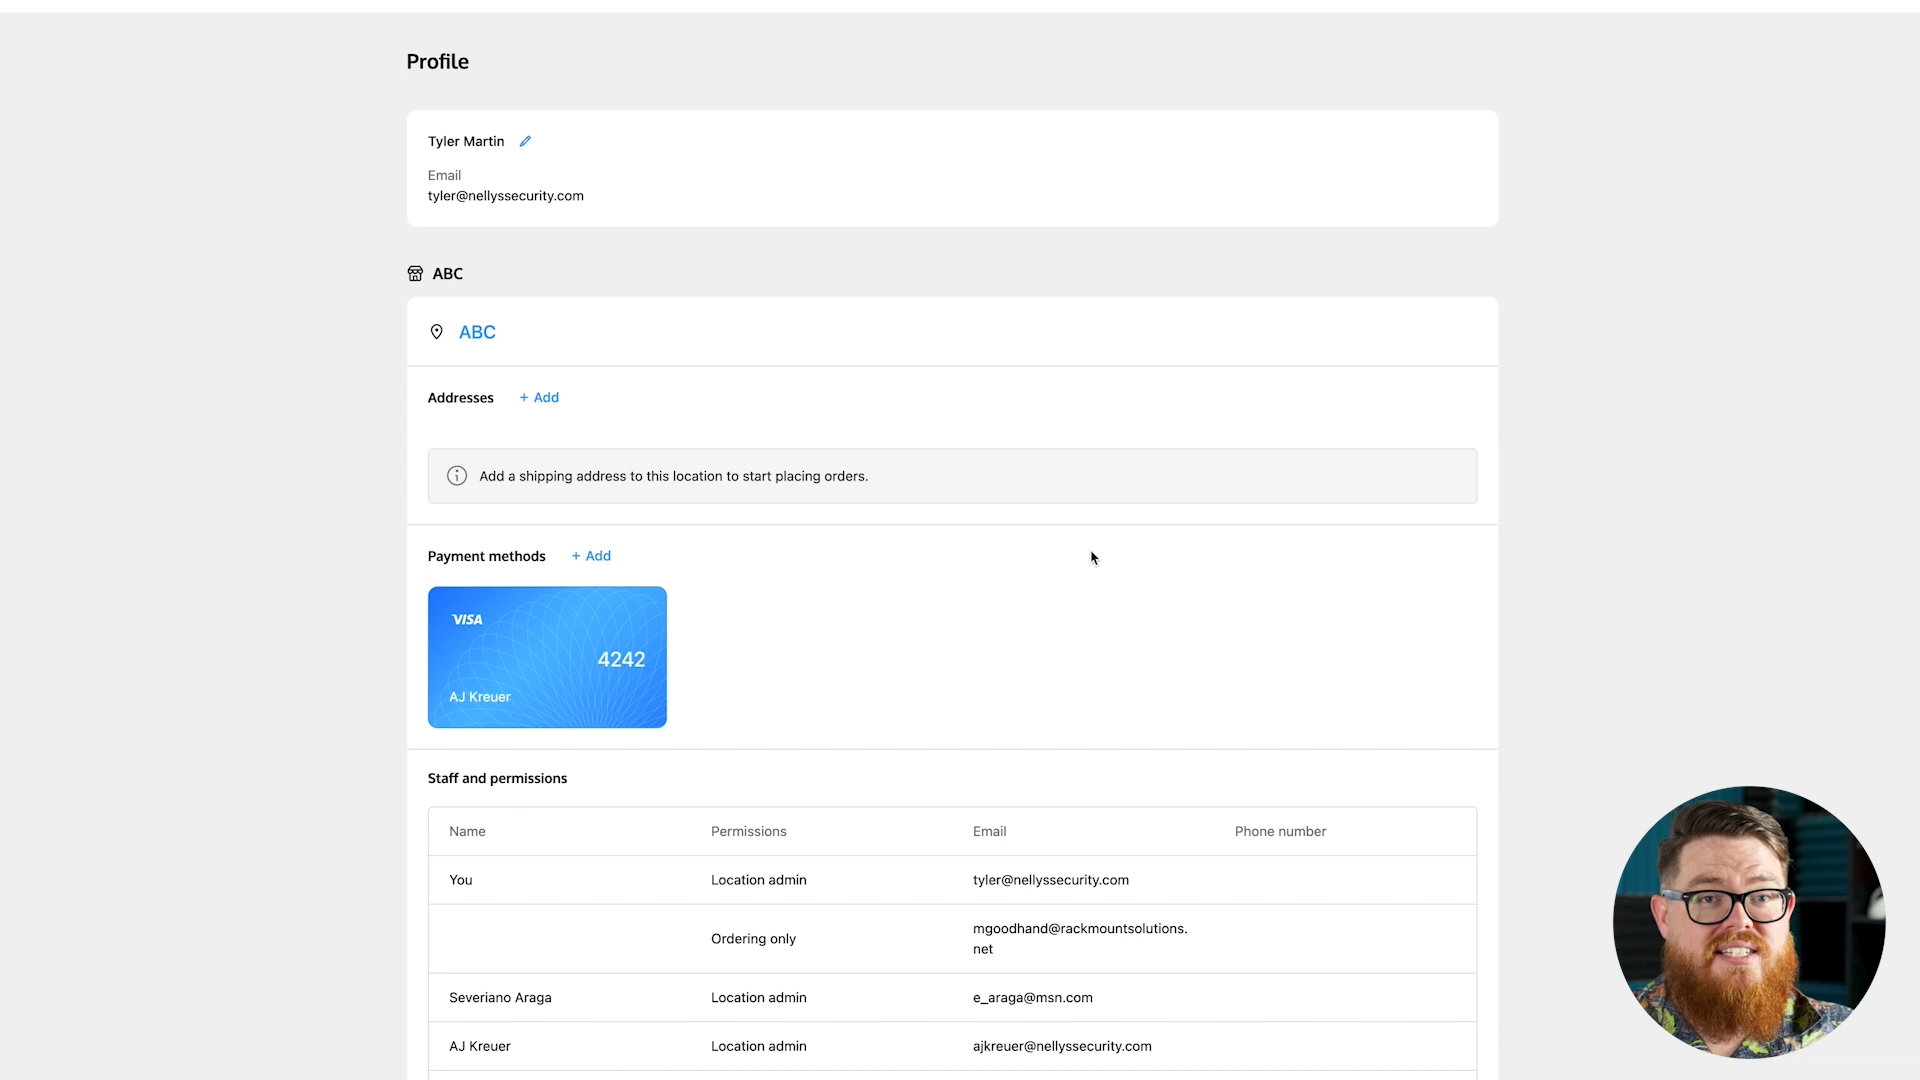 Profile
Tyler Martin
Email
tyler@nellyssecurity.com
ABC
ABC
Addresses + Add
Add a shipping address to this location to start placing orders.
Payment methods + Add
VISA
4242
AJ Kreuer
Staff and permissions
Name Permissions Email Phone number
You Location admin tyler@nellyssecurity.com
Ordering only mgoodhand@rackmountsolutions.
net
Severiano Araga Location admin e_araga@msn.com
AJ Kreuer Location admin ajkreuer@nellyssecurity.com